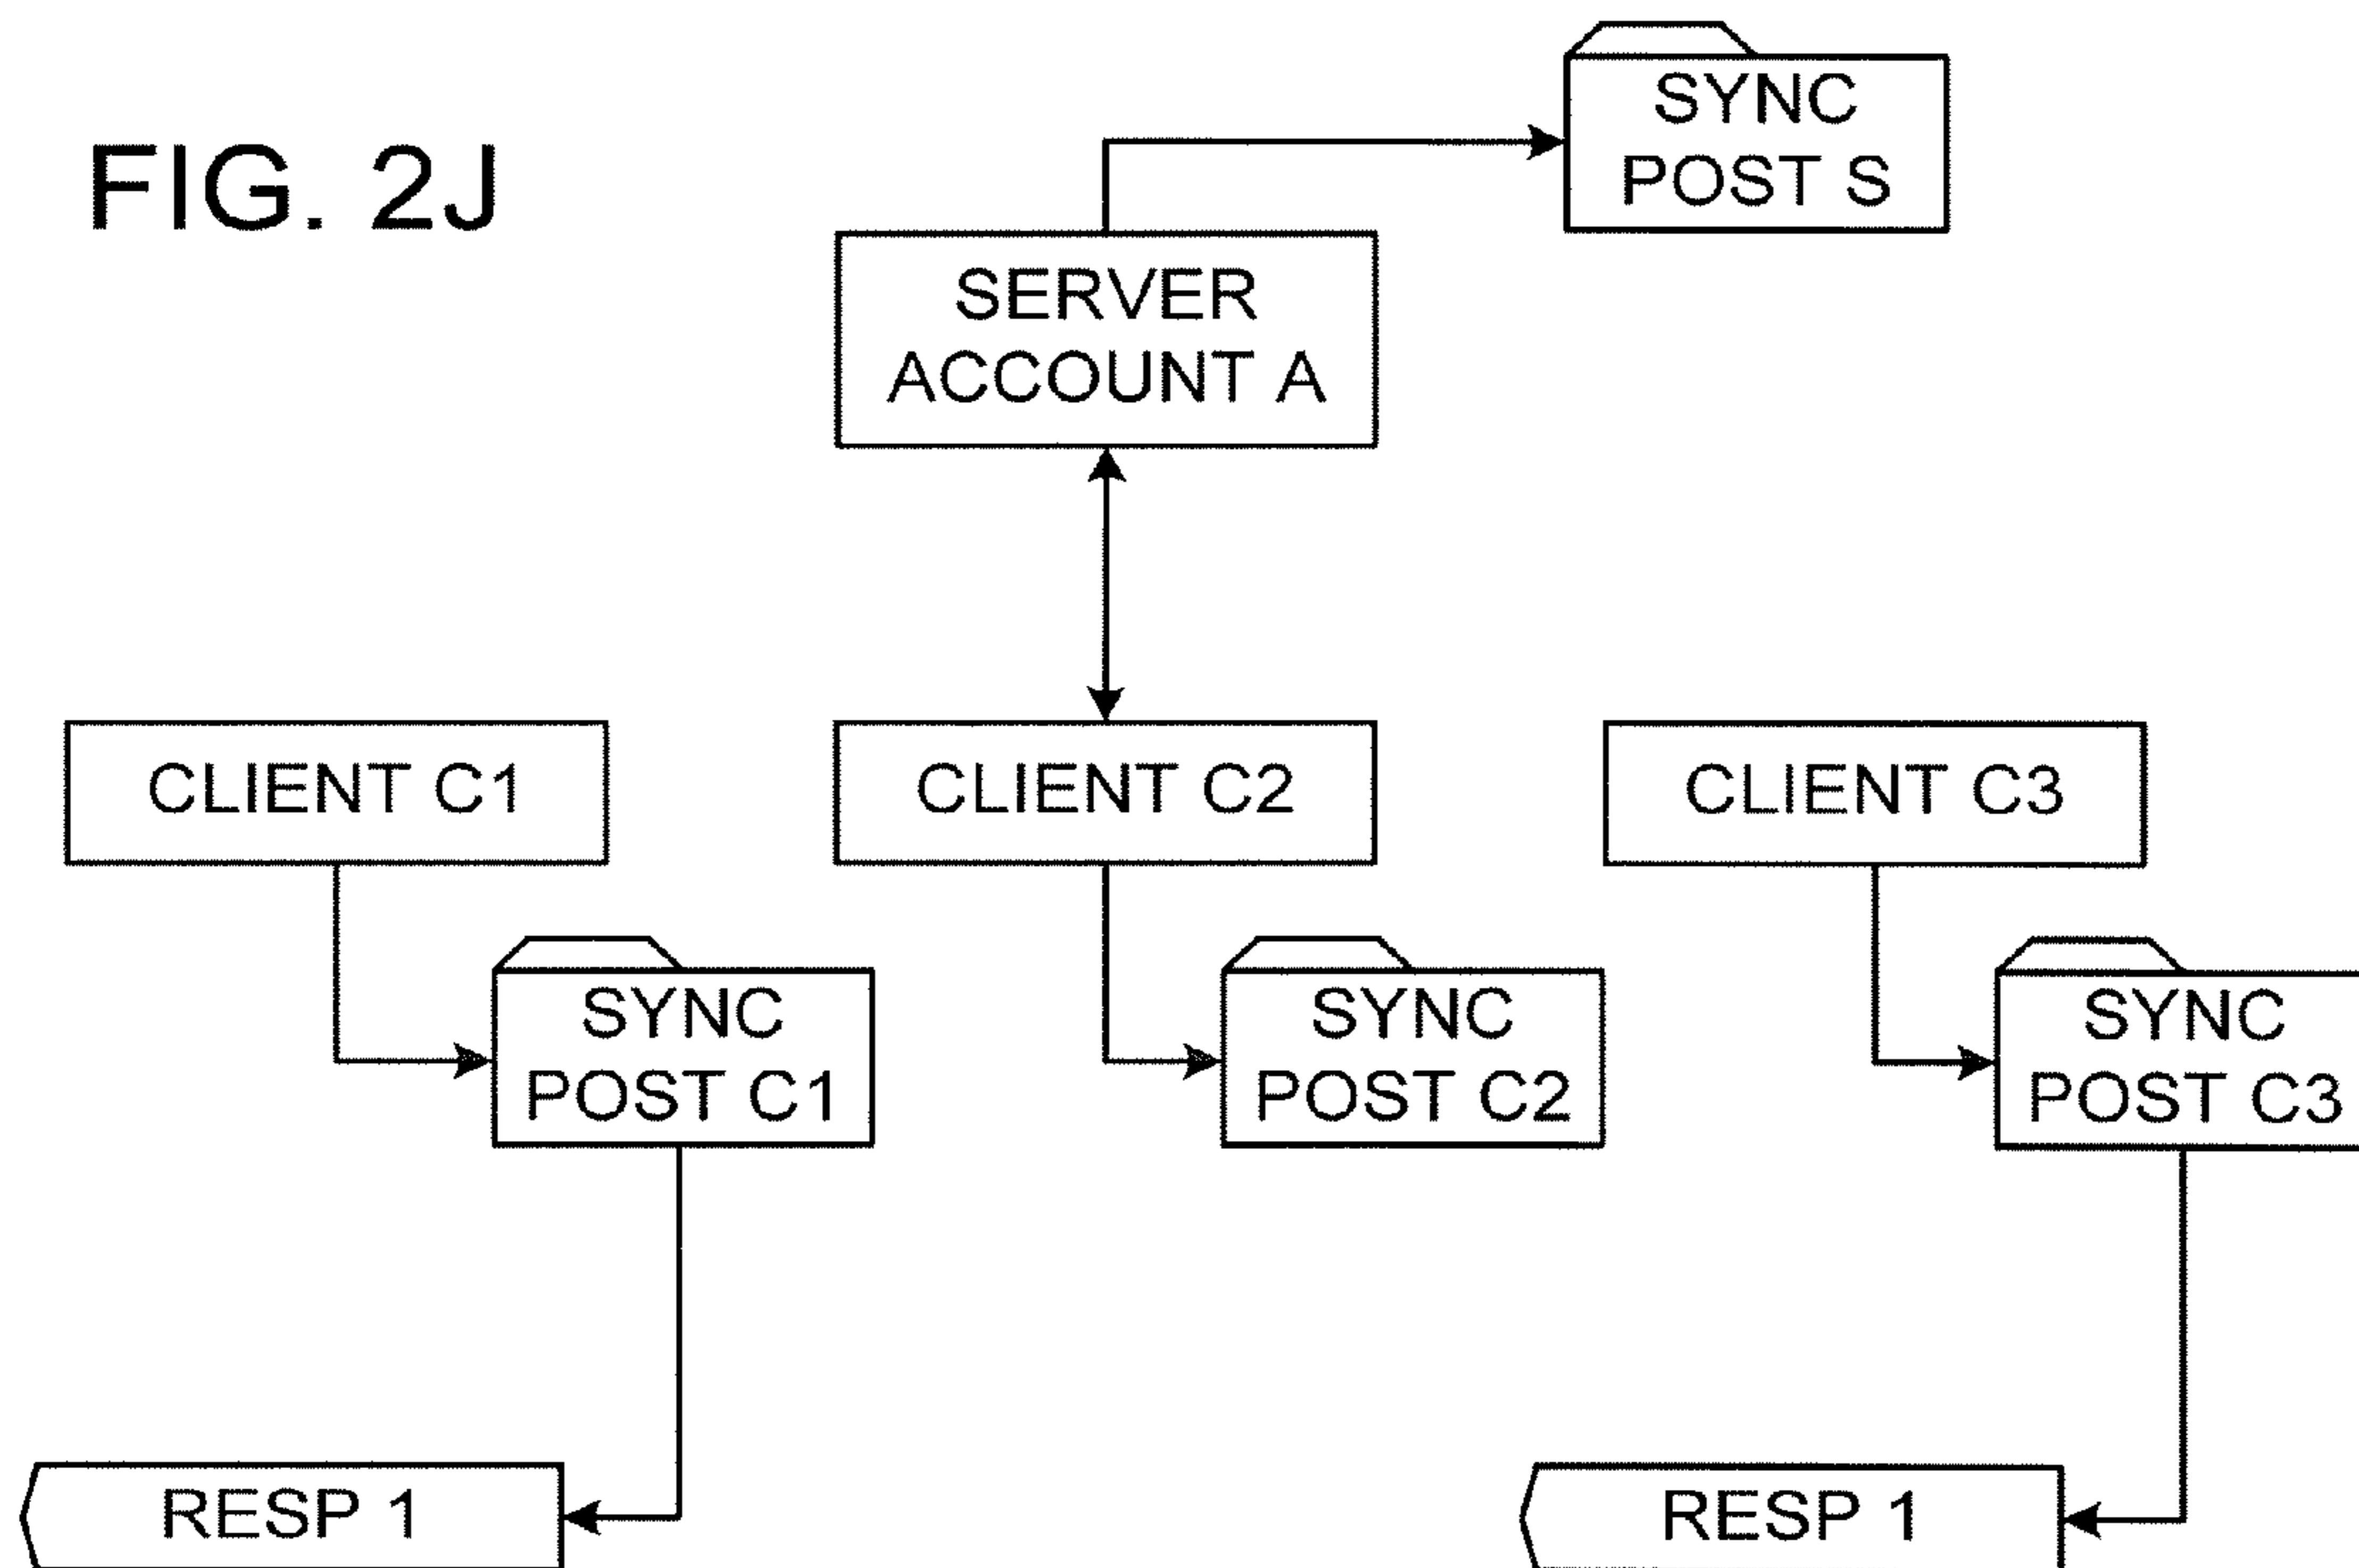 FIG. 2J
SYNC
POST S
SERVER
ACCOUNT A
CLIENT C1
CLIENT C2
CLIENT C3
SYNC
POST C1
SYNC
POST C2
SYNC
POST C3
RESP 1
RESP 1